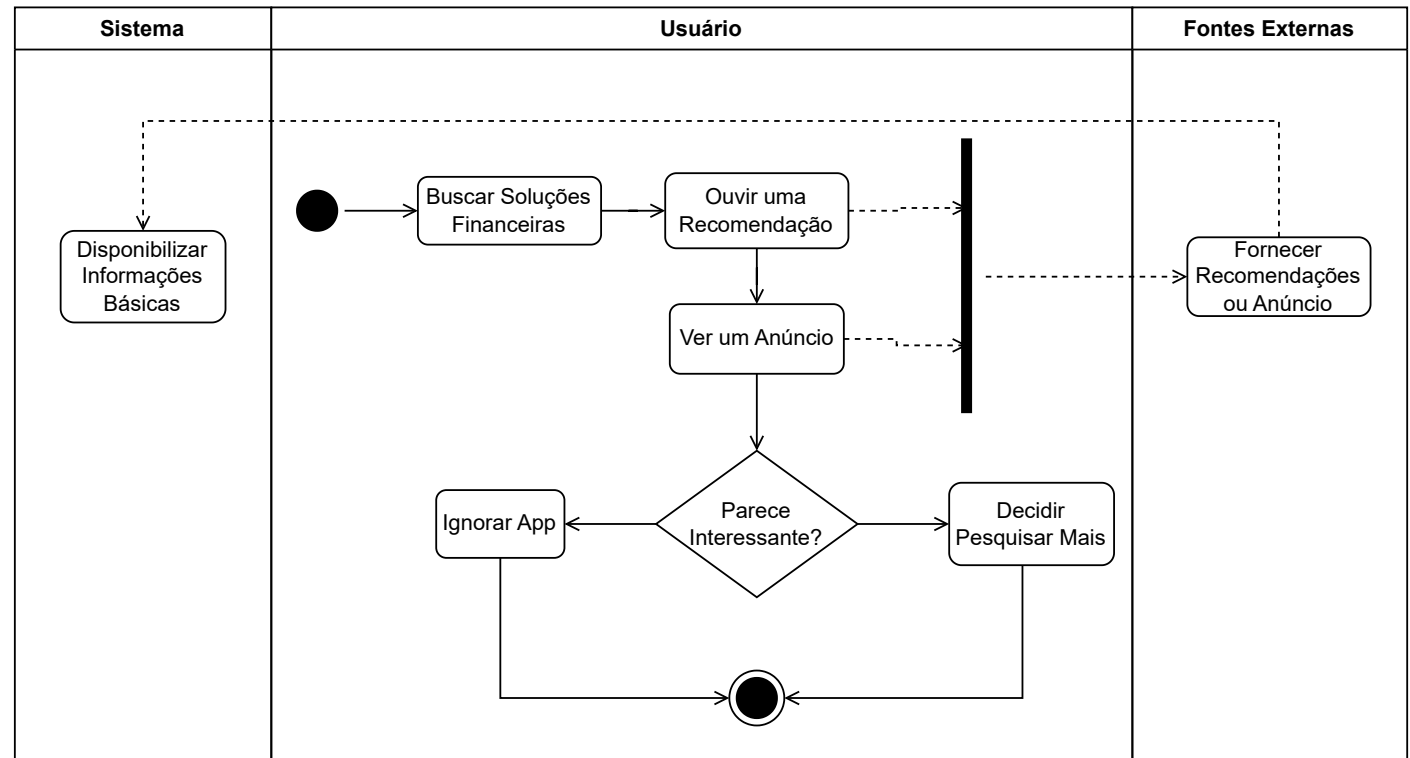 Sistema
Usuário
Fontes Externas
Buscar Soluções
Financeiras
Ouvir uma
Recomendação
Disponibilizar
Informações
Básicas
Fornecer
Recomendações
ou Anúncio
Ver um Anúncio
Ignorar App
Parece
Interessante?
Decidir
Pesquisar Mais